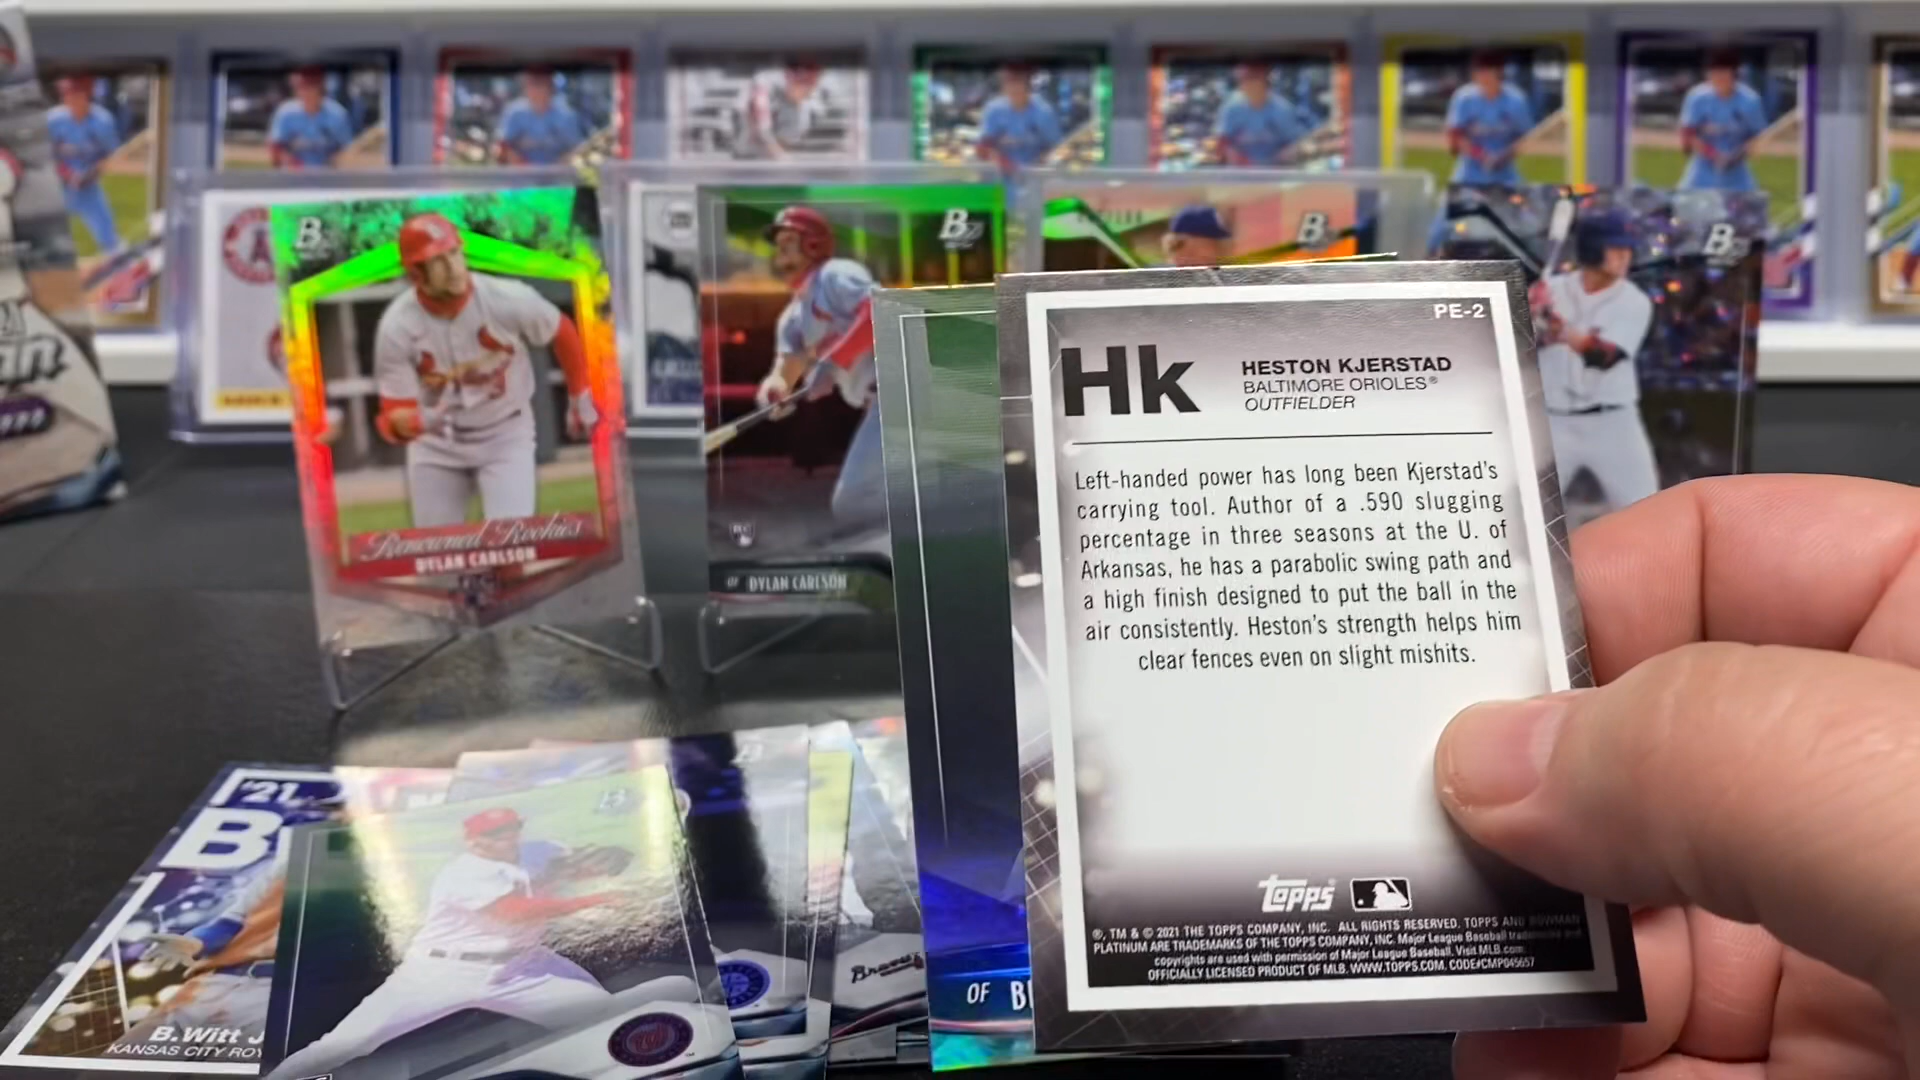 Renowned Rookies
DYLAN CARLSON
B
RC
OF DYLAN CARLSON
B
B
B
PE-2
Hk
HESTON KJERSTAD
BALTIMORE ORIOLES®
OUTFIELDER
Left-handed power has long been Kjerstad's
carrying tool. Author of a .590 slugging
percentage in three seasons at the U. of
Arkansas, he has a parabolic swing path and
a high finish designed to put the ball in the
air consistently. Heston's strength helps him
clear fences even on slight mishits.
topps
®, TM & © 2021 THE TOPPS COMPANY, INC. ALL RIGHTS RESERVED. TOPPS AND BOWMAN
PLATINUM ARE TRADEMARKS OF THE TOPPS COMPANY, INC. Major League Baseball trademarks and
copyrights are used with permission of Major League Baseball. Visit MLB.com.
OFFICIALLY LICENSED PRODUCT OF MLB. WWW.TOPPS.COM. CODE#CMP045657
'21
B
B.Witt J
KANSAS CITY ROY
Braves
OF B